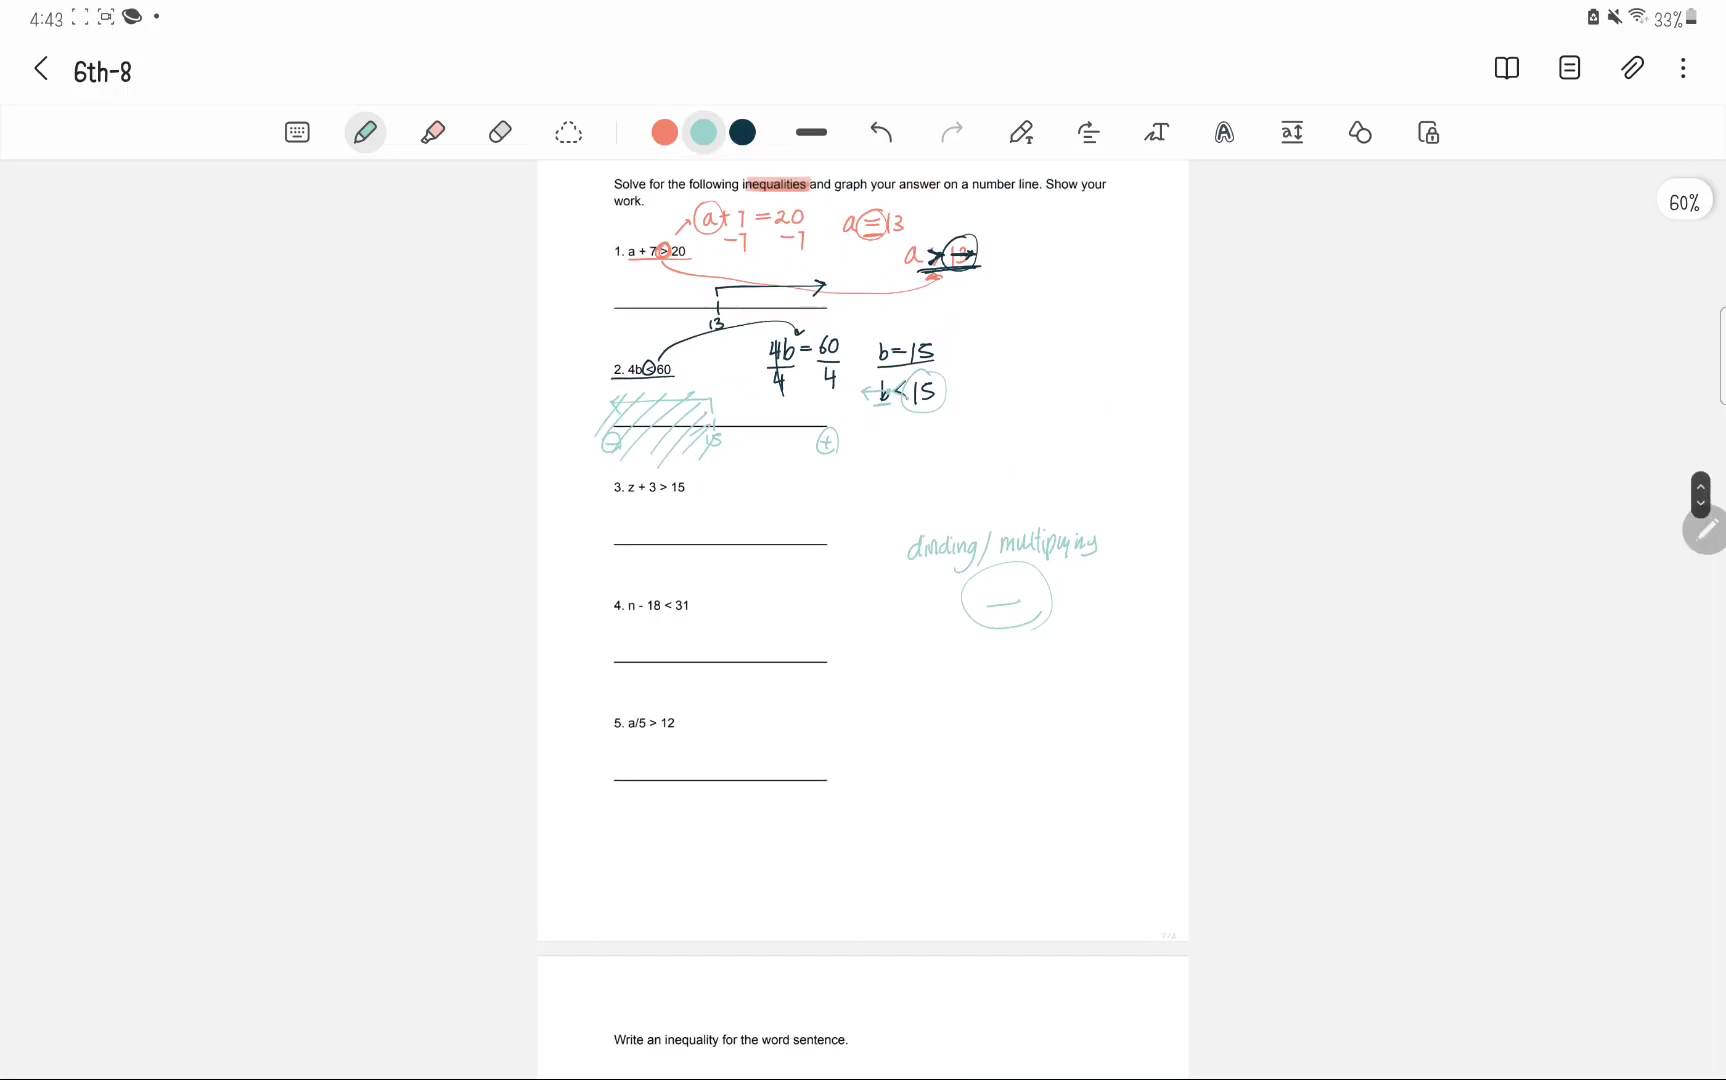 4:43
33%
6th-8
60%
Solve for the following inequalities and graph your answer on a number line. Show your
work.
a + 7 = 20
-7 -7
a = 13
1. a + 7 > 20
a > 13
13
4b = 60
4 4
b = 15
2. 4b < 60
b < 15
- 15 +
3. z + 3 > 15
dividing / multiplying
-
4. n - 18 < 31
5. a/5 > 12
Write an inequality for the word sentence.